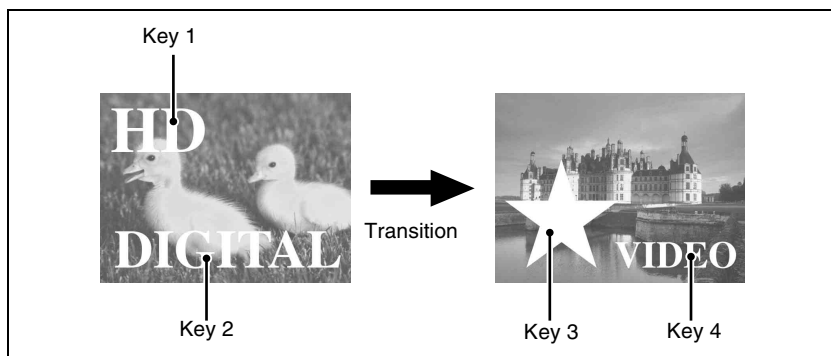 Key 1
HD
DIGITAL
Key 2
Transition
VIDEO
Key 3
Key 4